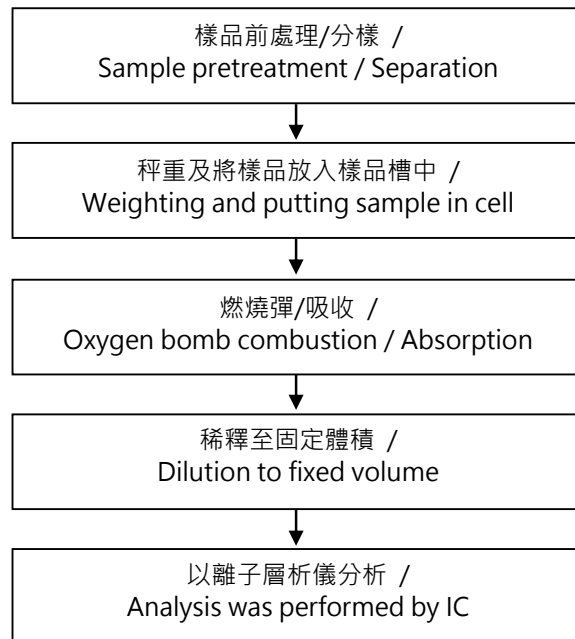 樣品前處理/分樣 /
Sample pretreatment / Separation
秤重及將樣品放入樣品槽中 /
Weighting and putting sample in cell
燃燒彈/吸收 /
Oxygen bomb combustion / Absorption
稀釋至固定體積 /
Dilution to fixed volume
以離子層析儀分析 /
Analysis was performed by IC